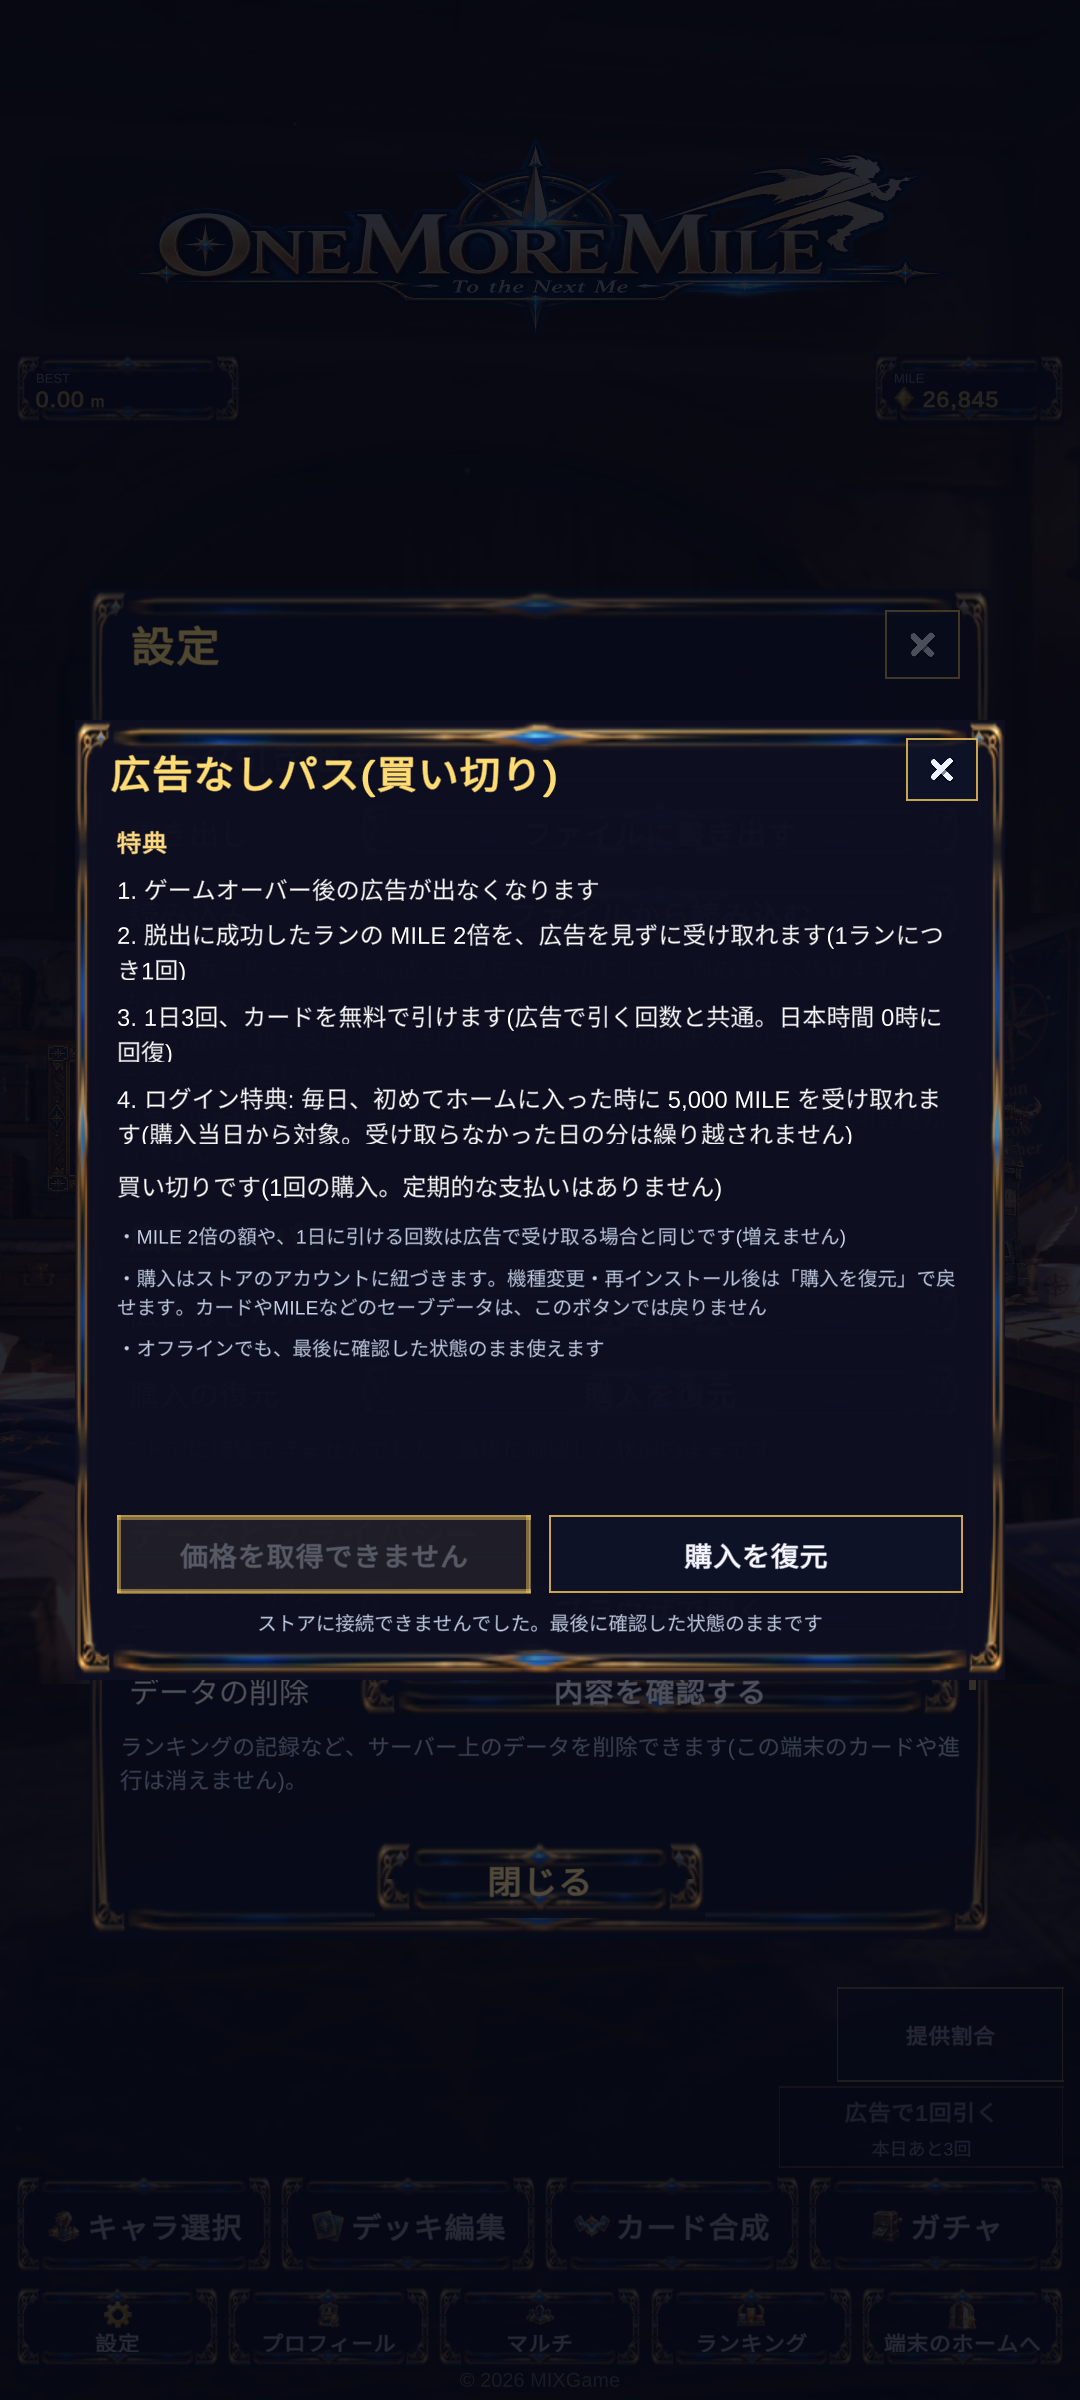 ONE MORE MILE
To the Next Me
BEST
0.00 m
MILE
26,845
設定
広告なしパス(買い切り)
特典
1. ゲームオーバー後の広告が出なくなります
2. 脱出に成功したランの MILE 2倍を、広告を見ずに受け取れます(1ランにつ
き1回)
3. 1日3回、カードを無料で引けます(広告で引く回数と共通。日本時間 0時に
回復)
4. ログイン特典: 毎日、初めてホームに入った時に 5,000 MILE を受け取れま
す(購入当日から対象。受け取らなかった日の分は繰り越されません)
買い切りです(1回の購入。定期的な支払いはありません)
・MILE 2倍の額や、1日に引ける回数は広告で受け取る場合と同じです(増えません)
・購入はストアのアカウントに紐づきます。機種変更・再インストール後は「購入を復元」で戻
せます。カードやMILEなどのセーブデータは、このボタンでは戻りません
・オフラインでも、最後に確認した状態のまま使えます
購入の復元
購入を復元
価格を取得できません
購入を復元
ストアに接続できませんでした。最後に確認した状態のままです
データの削除
内容を確認する
ランキングの記録など、サーバー上のデータを削除できます(この端末のカードや進
行は消えません)。
閉じる
提供割合
広告で1回引く
本日あと3回
キャラ選択
デッキ編集
カード合成
ガチャ
設定
プロフィール
マルチ
ランキング
端末のホームへ
© 2026 MIXGame